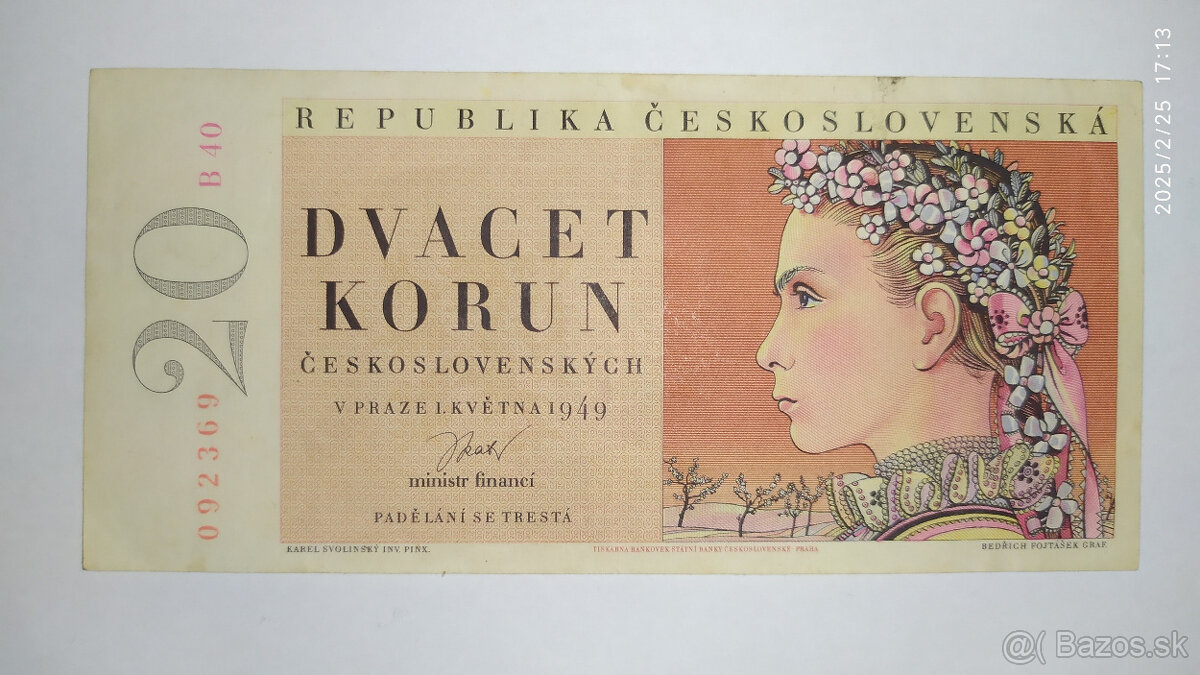 REPUBLIKA ČESKOSLOVENSKÁ
B 40
20
092369
DVACET
KORUN
ČESKOSLOVENSKÝCH
V PRAZE 1. KVĚTNA 1949
ministr financí
PADĚLÁNÍ SE TRESTÁ
KAREL SVOLINSKÝ INV. PINX.
TISKÁRNA BANKOVEK STÁTNÍ BANKY ČESKOSLOVENSKÉ PRAHA
BEDŘICH FOJTÁŠEK GRAF.
2025/2/25 17:13
@( Bazos.sk